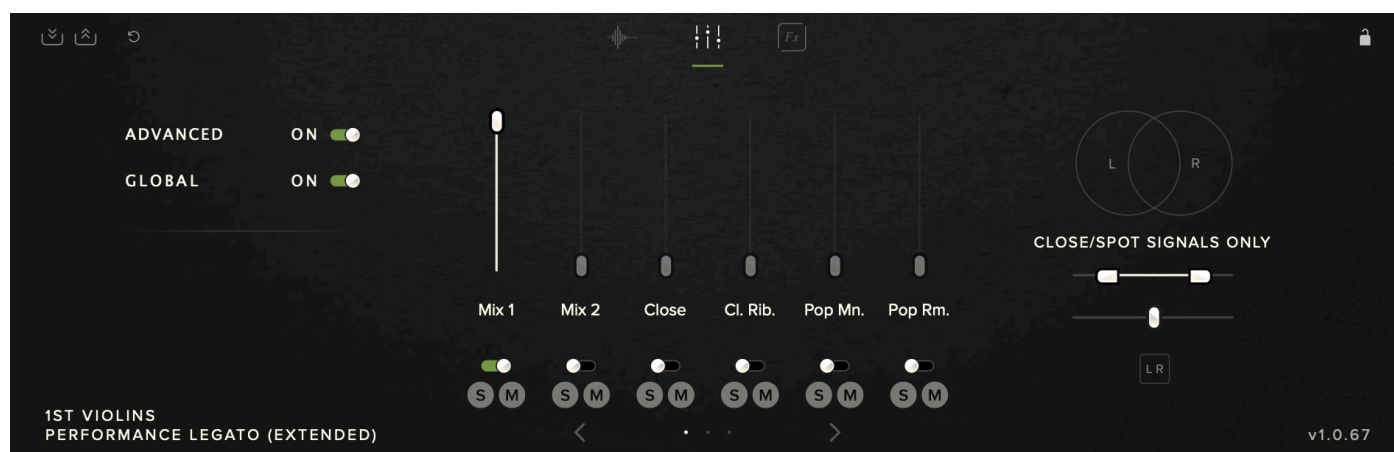 Fx
ADVANCED ON
GLOBAL ON
L R
CLOSE/SPOT SIGNALS ONLY
Mix 1 Mix 2 Close Cl. Rib. Pop Mn. Pop Rm.
L R
S M S M S M S M S M S M
1ST VIOLINS
PERFORMANCE LEGATO (EXTENDED)
v1.0.67